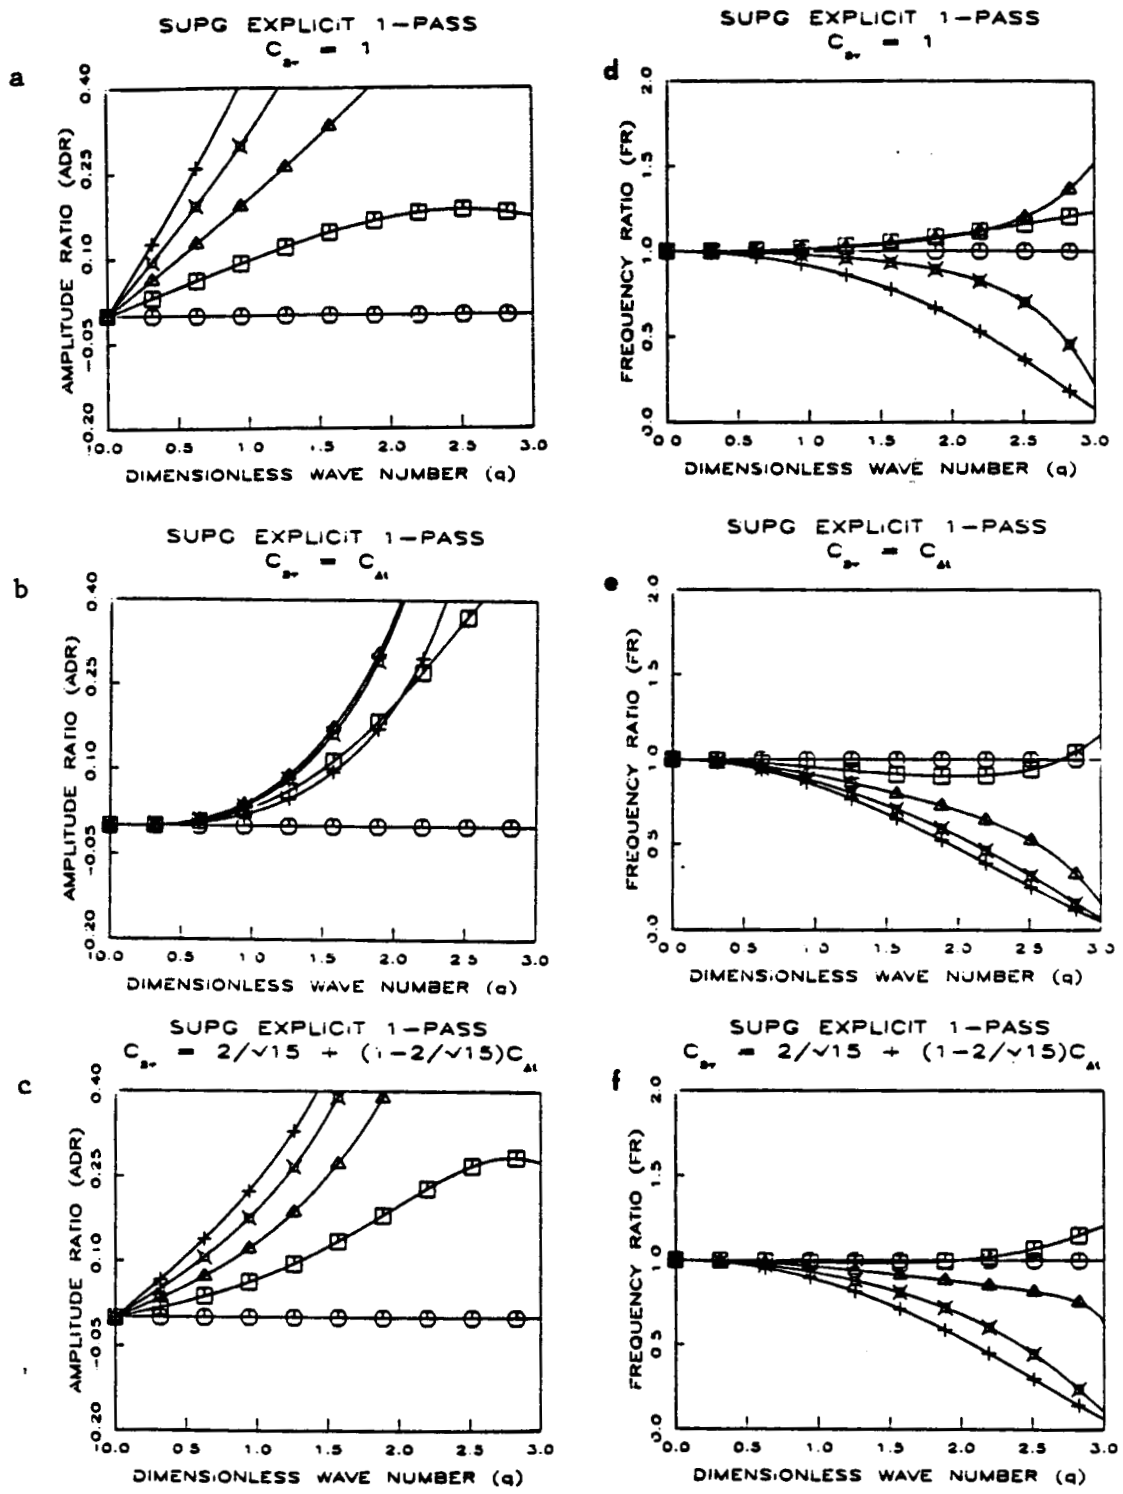 SUPG EXPLICIT 1-PASS
C₂τ = 1
a
AMPLITUDE RATIO (ADR)
0.40
0.25
0.10
-0.05
-0.20
0.0 0.5 1.0 1.5 2.0 2.5 3.0
DIMENSIONLESS WAVE NUMBER (q)
SUPG EXPLICIT 1-PASS
C₂τ = 1
d
FREQUENCY RATIO (FR)
2.0
1.5
1.0
0.5
0.0
0.0 0.5 1.0 1.5 2.0 2.5 3.0
DIMENSIONLESS WAVE NUMBER (q)
SUPG EXPLICIT 1-PASS
C₂τ = CΔt
b
AMPLITUDE RATIO (ADR)
0.40
0.25
0.10
-0.05
-0.20
0.0 0.5 1.0 1.5 2.0 2.5 3.0
DIMENSIONLESS WAVE NUMBER (q)
SUPG EXPLICIT 1-PASS
C₂τ = CΔt
e
FREQUENCY RATIO (FR)
2.0
1.5
1.0
0.5
0.0
0.0 0.5 1.0 1.5 2.0 2.5 3.0
DIMENSIONLESS WAVE NUMBER (q)
SUPG EXPLICIT 1-PASS
C₂τ = 2/√15 + (1-2/√15)CΔt
c
AMPLITUDE RATIO (ADR)
0.40
0.25
0.10
-0.05
-0.20
0.0 0.5 1.0 1.5 2.0 2.5 3.0
DIMENSIONLESS WAVE NUMBER (q)
SUPG EXPLICIT 1-PASS
C₂τ = 2/√15 + (1-2/√15)CΔt
f
FREQUENCY RATIO (FR)
2.0
1.5
1.0
0.5
0.0
0.0 0.5 1.0 1.5 2.0 2.5 3.0
DIMENSIONLESS WAVE NUMBER (q)